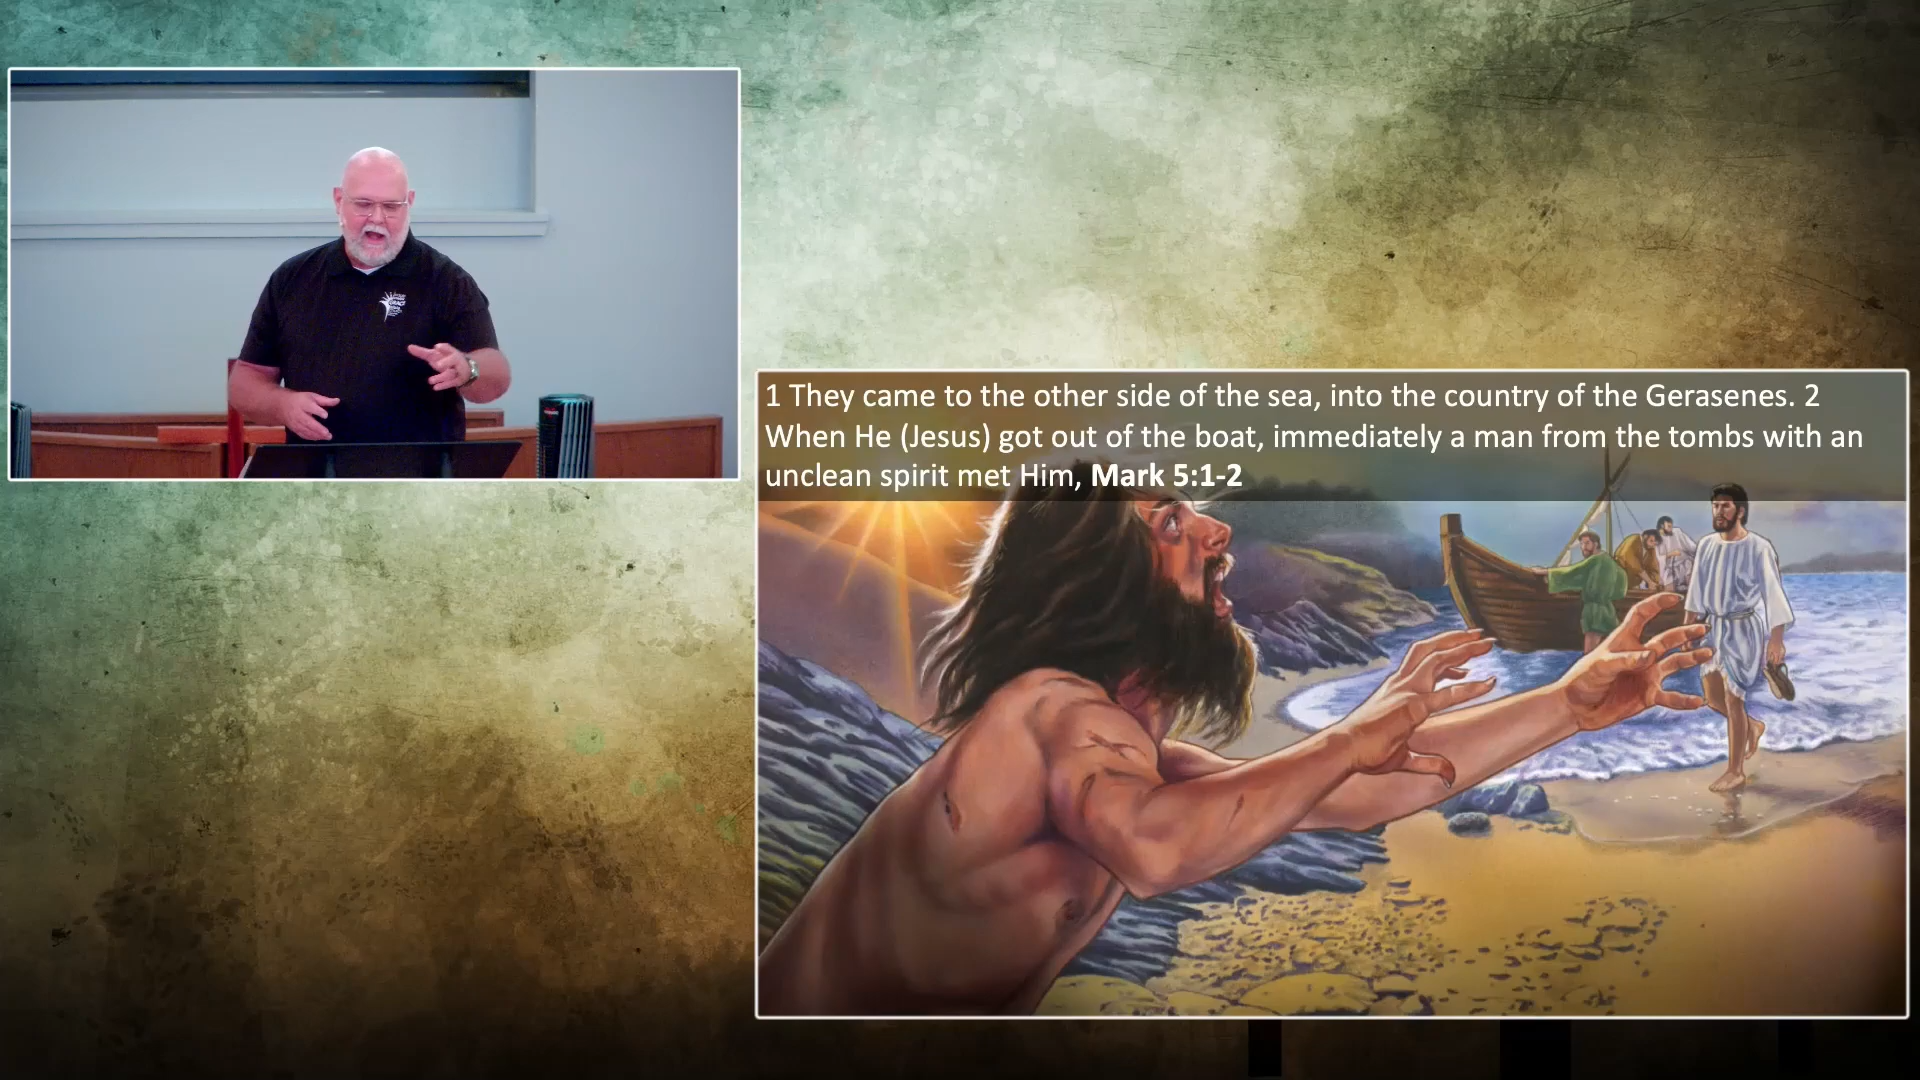 GRACE
1 They came to the other side of the sea, into the country of the Gerasenes. 2
When He (Jesus) got out of the boat, immediately a man from the tombs with an
unclean spirit met Him, Mark 5:1-2